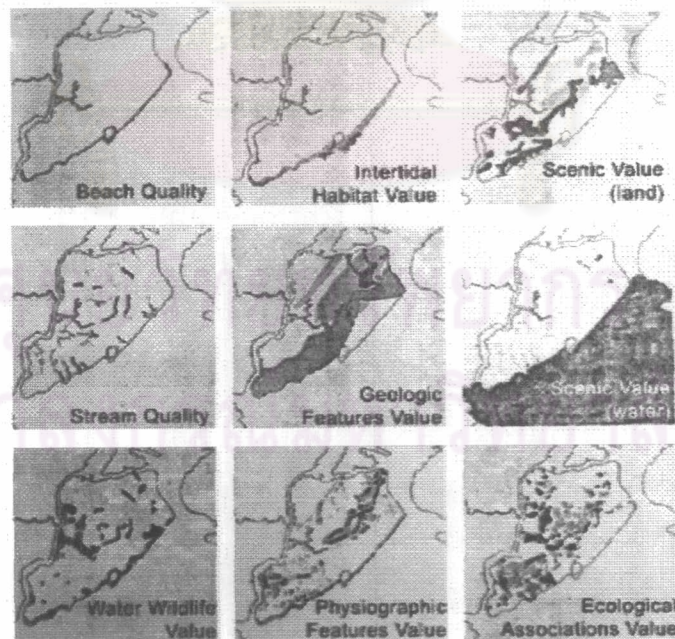 Beach Quality
Intertidal
Habitat Value
Scenic Value
(land)
Stream Quality
Geologic
Features Value
Scenic Value
(water)
Water Wildlife
Value
Physiographic
Features Value
Ecological
Associations Value